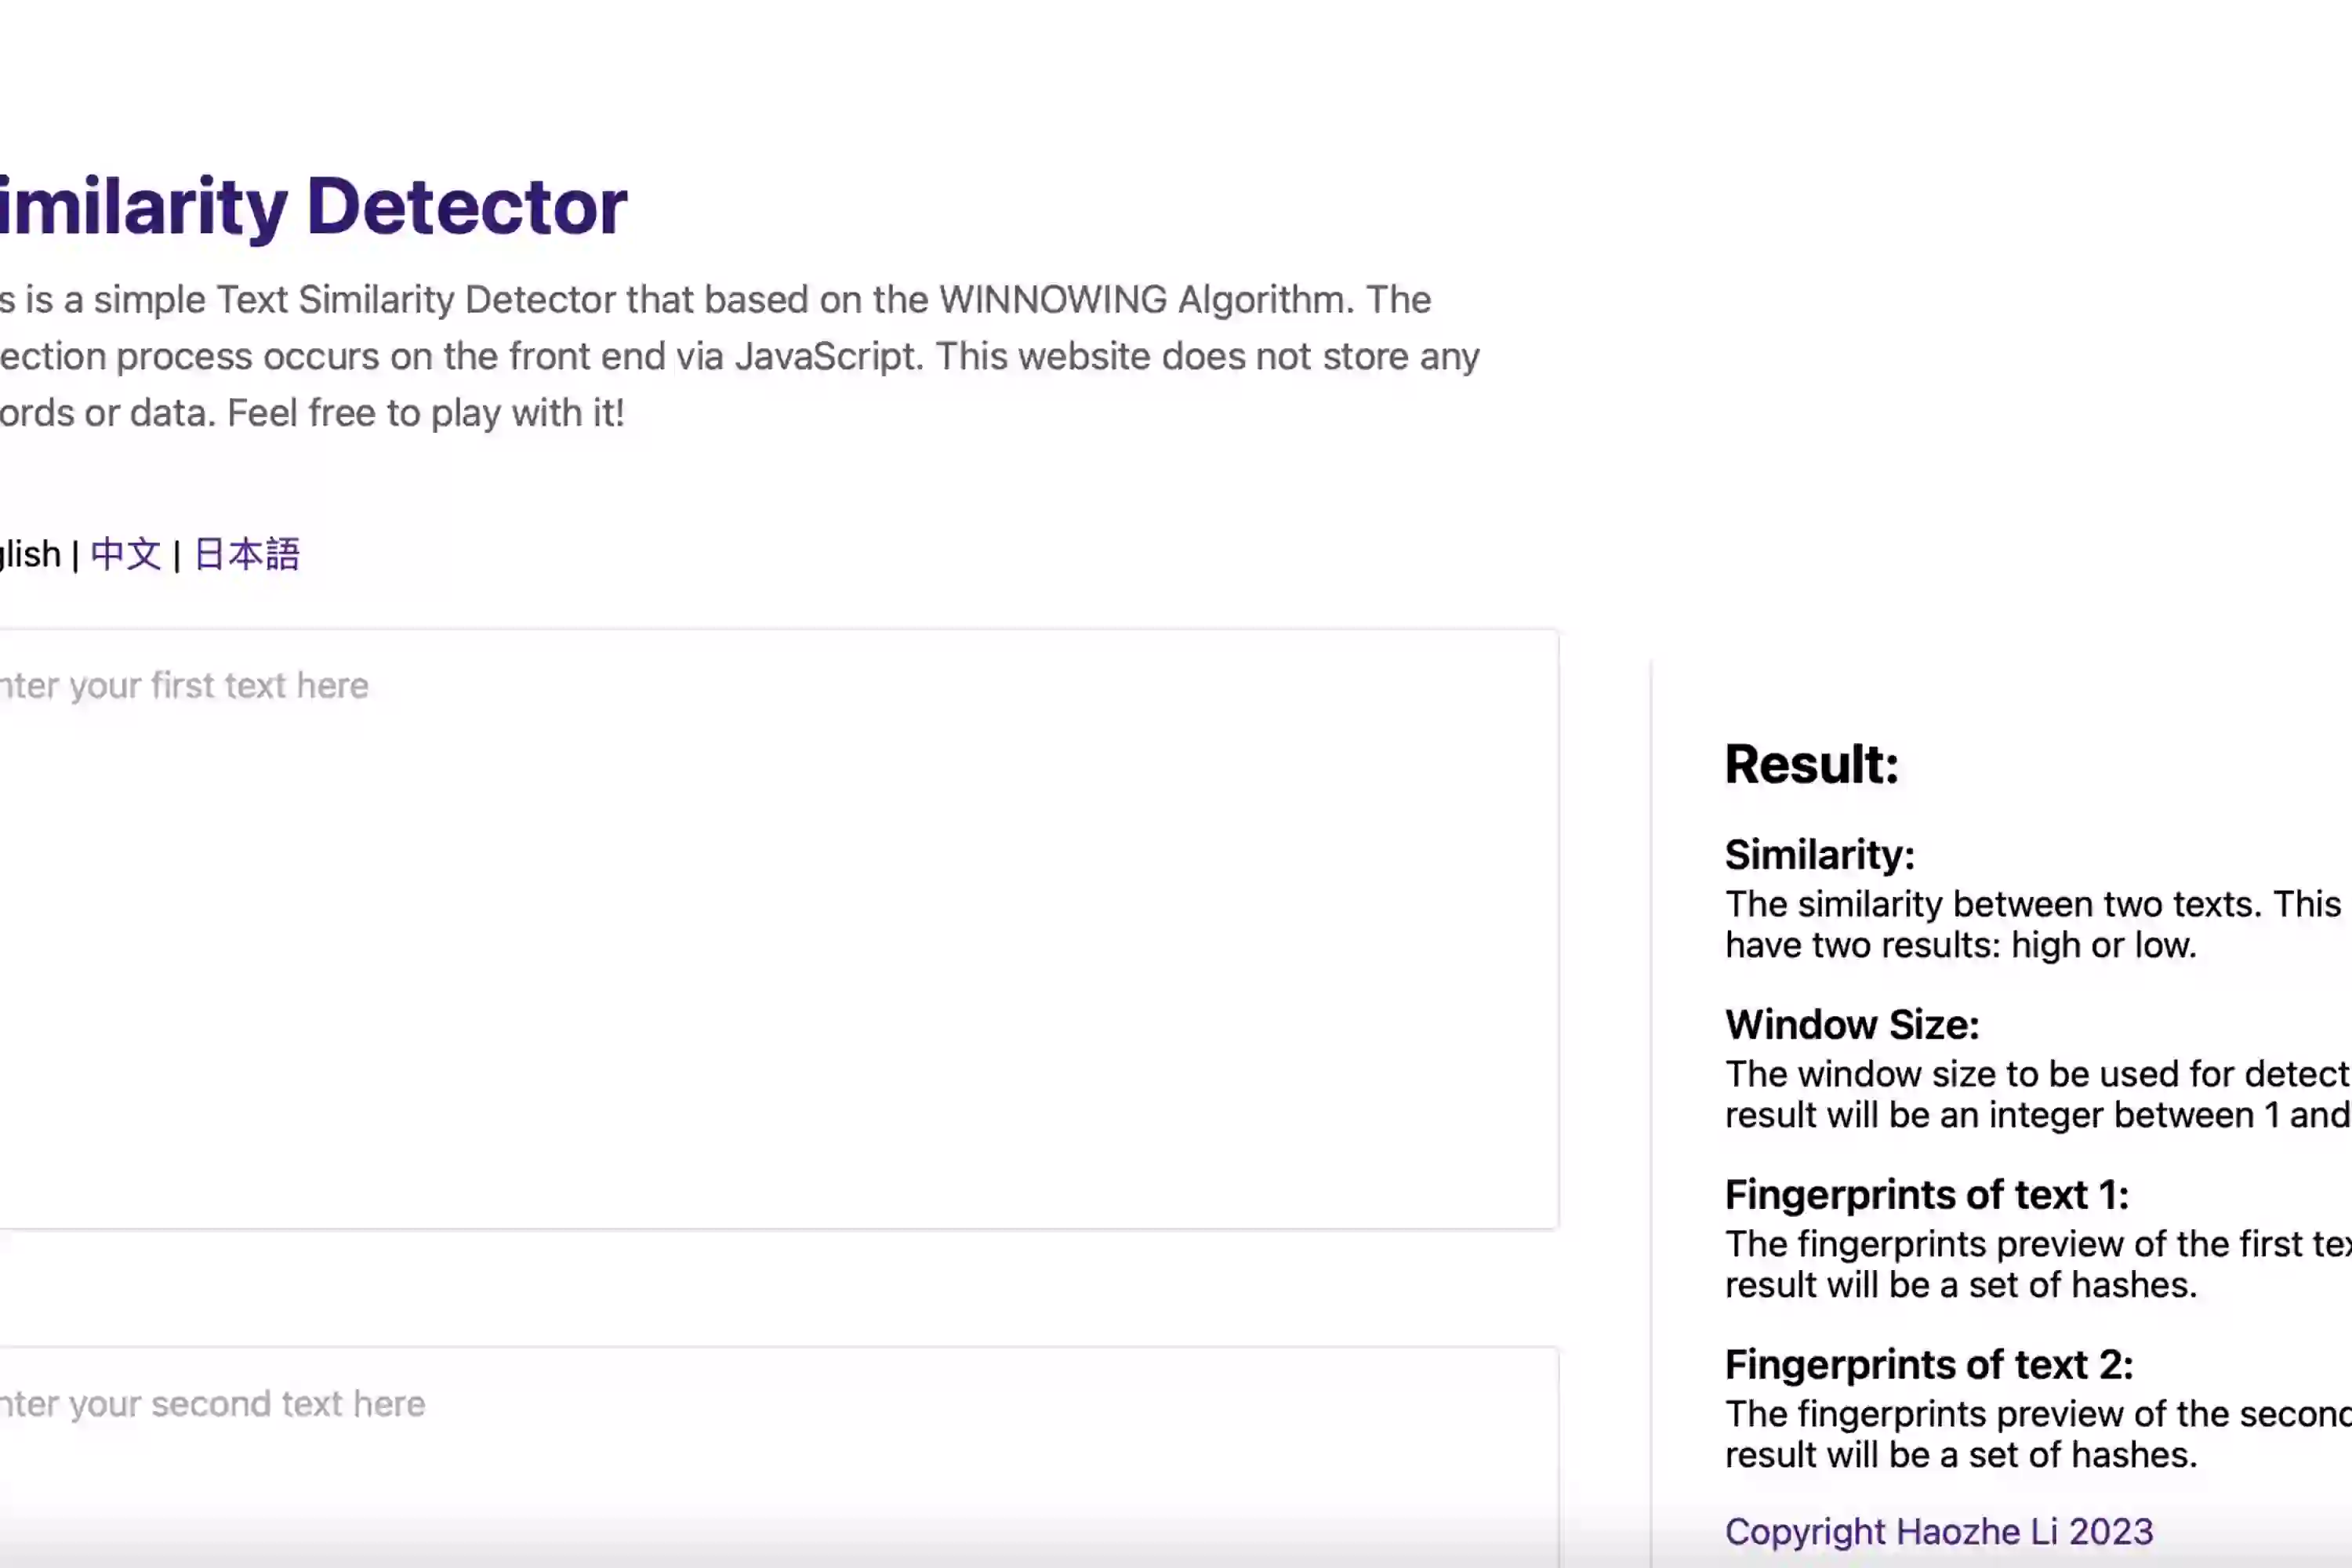 imilarity Detector
s is a simple Text Similarity Detector that based on the WINNOWING Algorithm. The
ection process occurs on the front end via JavaScript. This website does not store any
ords or data. Feel free to play with it!
glish | 中文 | 日本語
nter your first text here
nter your second text here
Result:
Similarity:
The similarity between two texts. This
have two results: high or low.
Window Size:
The window size to be used for detect
result will be an integer between 1 and
Fingerprints of text 1:
The fingerprints preview of the first tex
result will be a set of hashes.
Fingerprints of text 2:
The fingerprints preview of the second
result will be a set of hashes.
Copyright Haozhe Li 2023